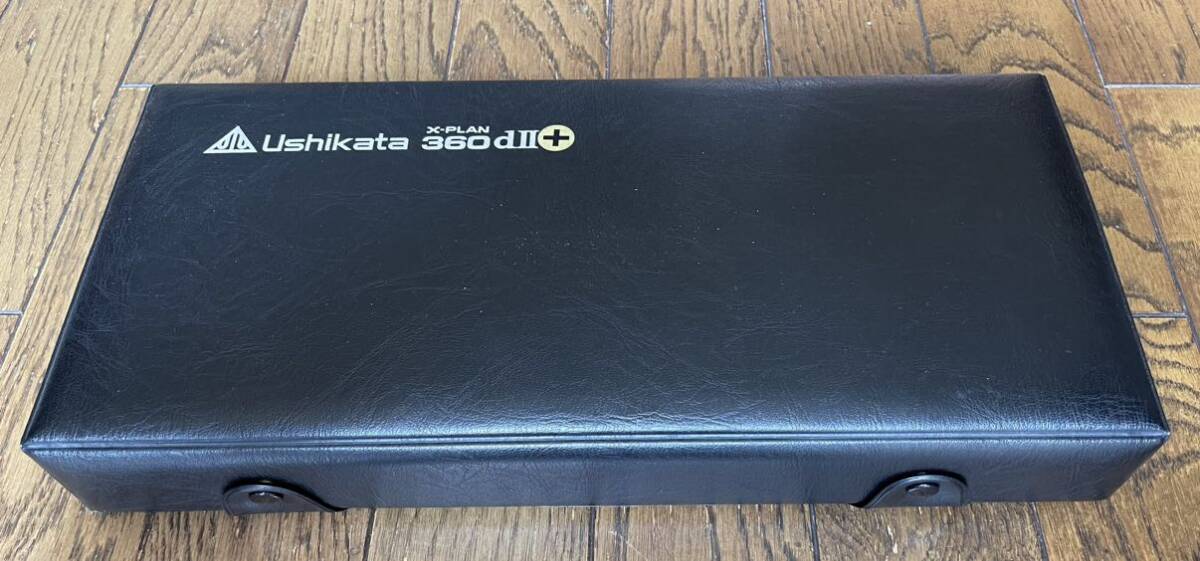 Ushikata X-PLAN 360dII+